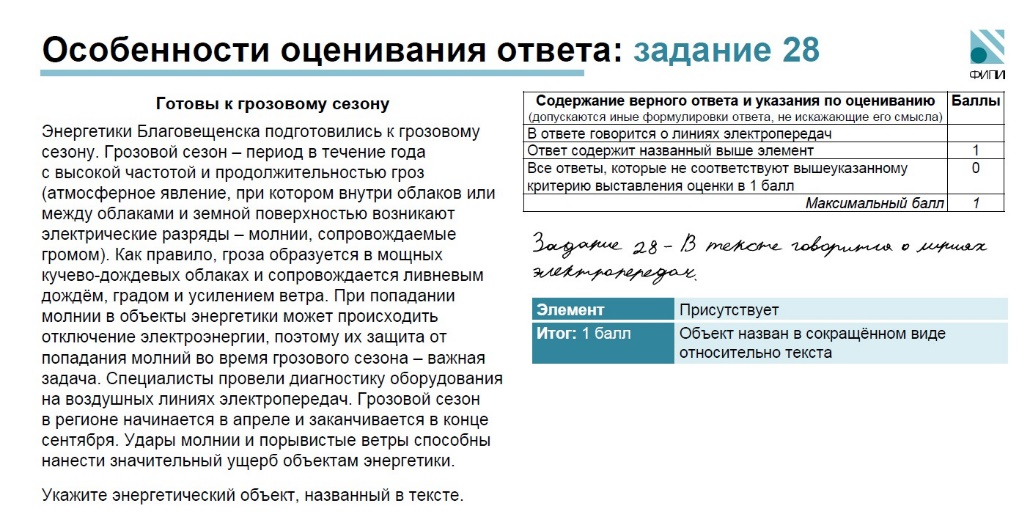 Особенности оценивания ответа: задание 28
ФИПИ
Готовы к грозовому сезону
Энергетики Благовещенска подготовились к грозовому
сезону. Грозовой сезон – период в течение года
с высокой частотой и продолжительностью гроз
(атмосферное явление, при котором внутри облаков или
между облаками и земной поверхностью возникают
электрические разряды – молнии, сопровождаемые
громом). Как правило, гроза образуется в мощных
кучево-дождевых облаках и сопровождается ливневым
дождём, градом и усилением ветра. При попадании
молнии в объекты энергетики может происходить
отключение электроэнергии, поэтому их защита от
попадания молний во время грозового сезона – важная
задача. Специалисты провели диагностику оборудования
на воздушных линиях электропередач. Грозовой сезон
в регионе начинается в апреле и заканчивается в конце
сентября. Удары молнии и порывистые ветры способны
нанести значительный ущерб объектам энергетики.
Укажите энергетический объект, названный в тексте.
Содержание верного ответа и указания по оцениванию Баллы
(допускаются иные формулировки ответа, не искажающие его смысла)
В ответе говорится о линиях электропередач
Ответ содержит названный выше элемент 1
Все ответы, которые не соответствуют вышеуказанному 0
критерию выставления оценки в 1 балл
Максимальный балл 1
Задание 28 – В тексте говорится о линиях
электропередач.
Элемент Присутствует
Итог: 1 балл Объект назван в сокращённом виде
относительно текста